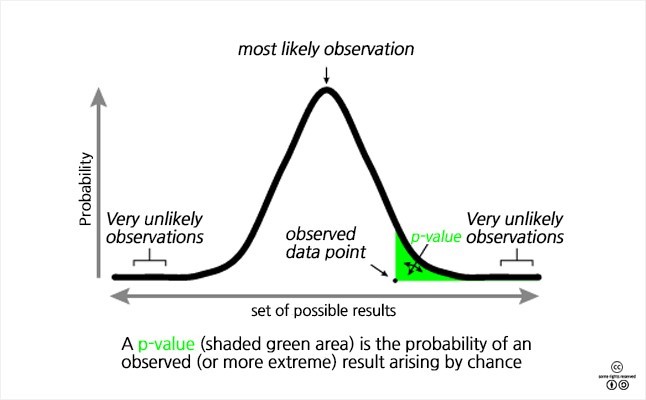 most likely observation
Probability
Very unlikely
observations
observed
data point
p-value
Very unlikely
observations
set of possible results
A p-value (shaded green area) is the probability of an
observed (or more extreme) result arising by chance
cc
some rights reserved